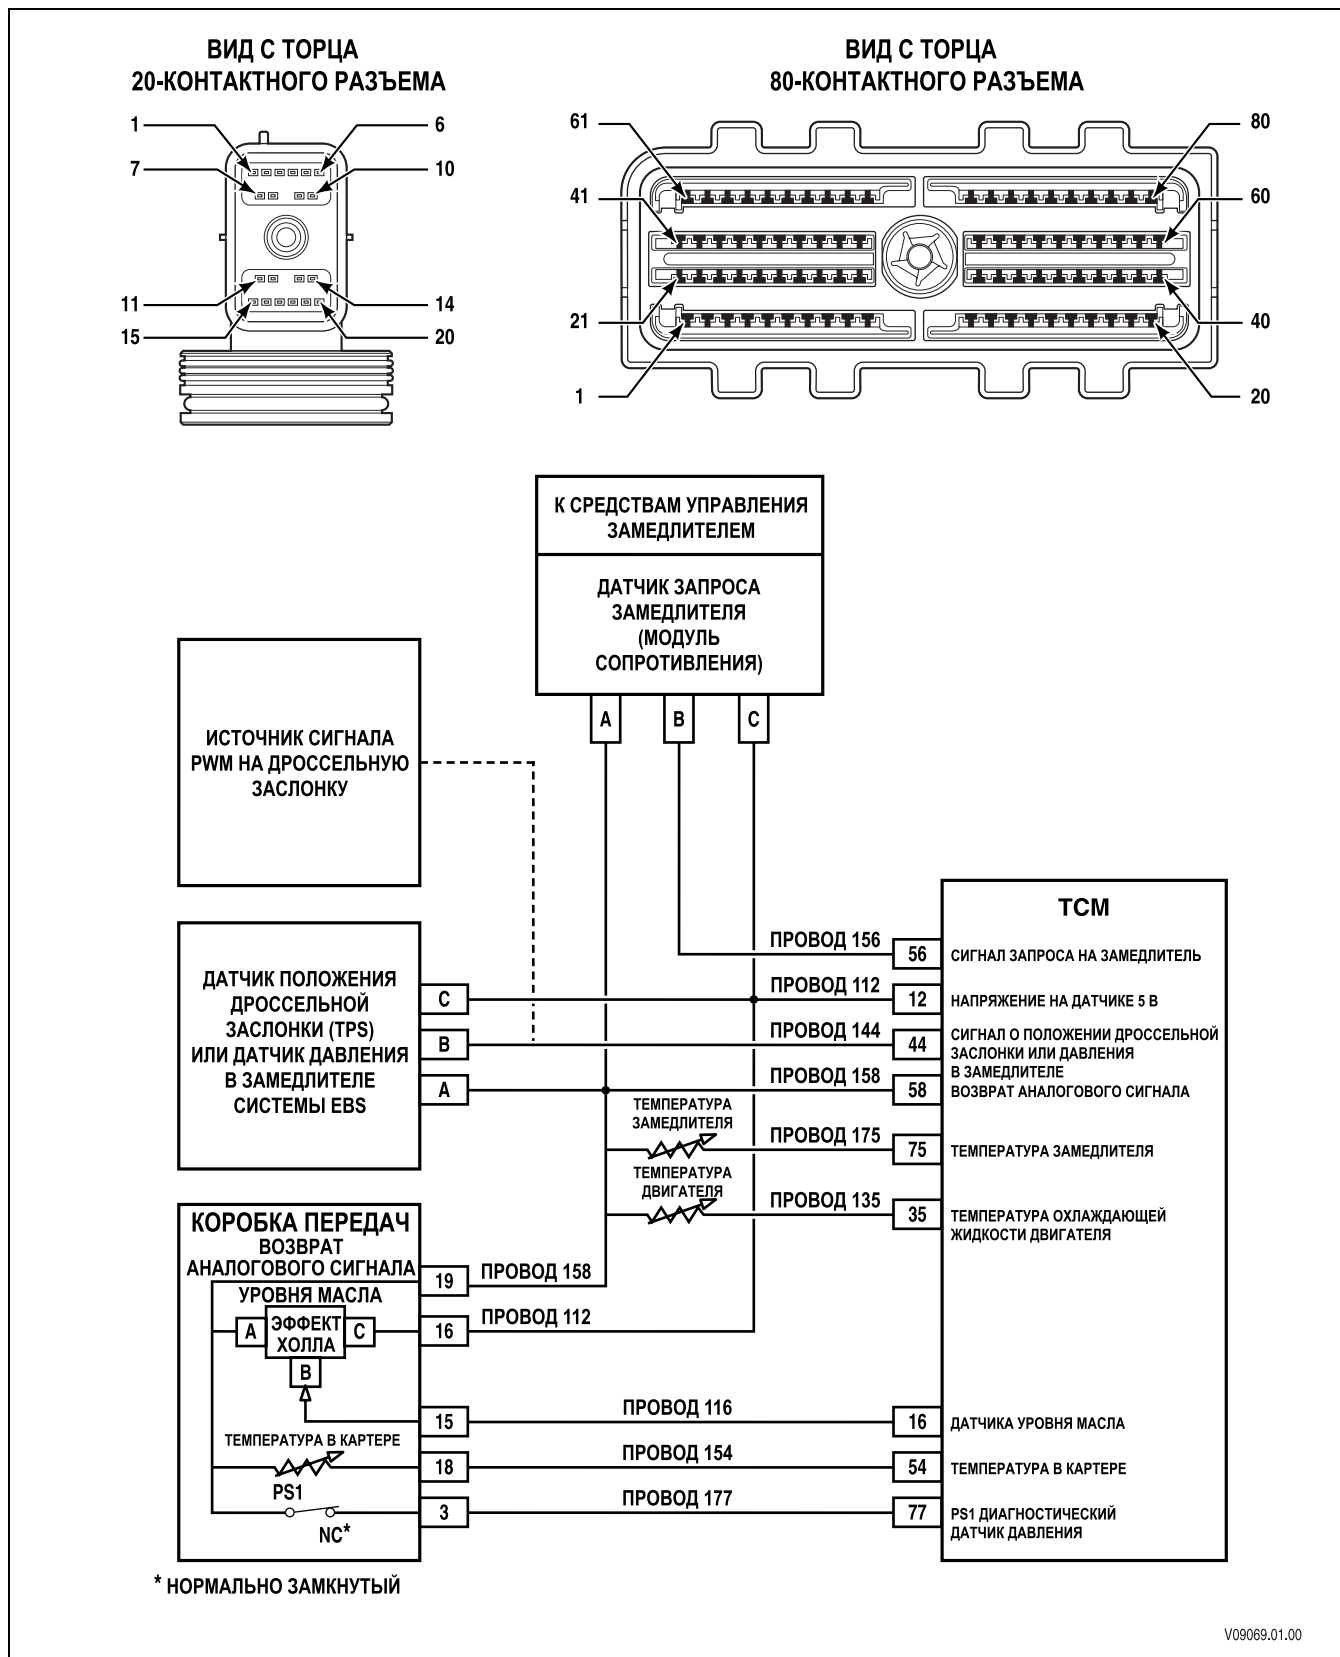 ВИД С ТОРЦА
20-КОНТАКТНОГО РАЗЪЕМА
1
6
7
10
11
14
15
20
ВИД С ТОРЦА
80-КОНТАКТНОГО РАЗЪЕМА
61
80
41
60
21
40
1
20
К СРЕДСТВАМ УПРАВЛЕНИЯ
ЗАМЕДЛИТЕЛЕМ
ДАТЧИК ЗАПРОСА
ЗАМЕДЛИТЕЛЯ
(МОДУЛЬ
СОПРОТИВЛЕНИЯ)
A
B
C
ИСТОЧНИК СИГНАЛА
PWM НА ДРОССЕЛЬНУЮ
ЗАСЛОНКУ
ДАТЧИК ПОЛОЖЕНИЯ
ДРОССЕЛЬНОЙ
ЗАСЛОНКИ (TPS)
ИЛИ ДАТЧИК ДАВЛЕНИЯ
В ЗАМЕДЛИТЕЛЕ
СИСТЕМЫ EBS
C
B
A
TCM
ПРОВОД 156
56
СИГНАЛ ЗАПРОСА НА ЗАМЕДЛИТЕЛЬ
ПРОВОД 112
12
НАПРЯЖЕНИЕ НА ДАТЧИКЕ 5 В
ПРОВОД 144
44
СИГНАЛ О ПОЛОЖЕНИИ ДРОССЕЛЬНОЙ
ЗАСЛОНКИ ИЛИ ДАВЛЕНИЯ
В ЗАМЕДЛИТЕЛЕ
ПРОВОД 158
58
ВОЗВРАТ АНАЛОГОВОГО СИГНАЛА
ТЕМПЕРАТУРА
ЗАМЕДЛИТЕЛЯ
ПРОВОД 175
75
ТЕМПЕРАТУРА ЗАМЕДЛИТЕЛЯ
ТЕМПЕРАТУРА
ДВИГАТЕЛЯ
ПРОВОД 135
35
ТЕМПЕРАТУРА ОХЛАЖДАЮЩЕЙ
ЖИДКОСТИ ДВИГАТЕЛЯ
КОРОБКА ПЕРЕДАЧ
ВОЗВРАТ
АНАЛОГОВОГО СИГНАЛА
19
ПРОВОД 158
УРОВНЯ МАСЛА
A
ЭФФЕКТ
ХОЛЛА
C
B
16
ПРОВОД 112
15
ПРОВОД 116
16
ДАТЧИКА УРОВНЯ МАСЛА
ТЕМПЕРАТУРА В КАРТЕРЕ
18
ПРОВОД 154
54
ТЕМПЕРАТУРА В КАРТЕРЕ
PS1
NC*
3
ПРОВОД 177
77
PS1 ДИАГНОСТИЧЕСКИЙ
ДАТЧИК ДАВЛЕНИЯ
* НОРМАЛЬНО ЗАМКНУТЫЙ
V09069.01.00